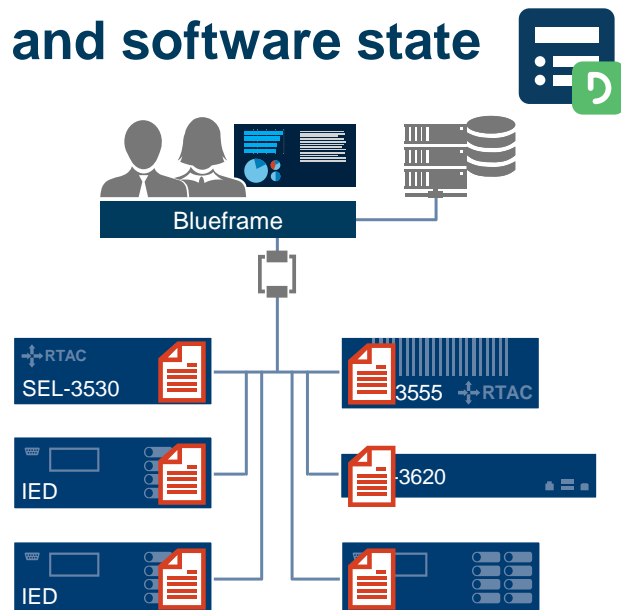 and software state
Blueframe
RTAC
SEL-3530
3555
RTAC
IED
-3620
IED